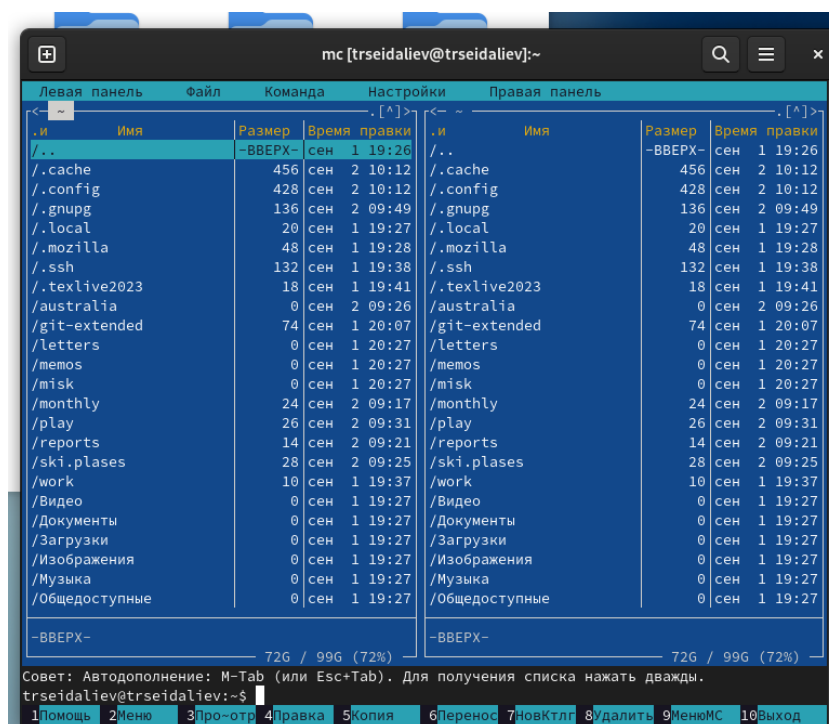 mc [trseidaliev@trseidaliev]:~
Левая панель Файл Команда Настройки Правая панель
<— ~ .[^]> <— ~ .[^]>
.и Имя Размер Время правки .и Имя Размер Время правки
/.. -ВВЕРХ- сен 1 19:26 /.. -ВВЕРХ- сен 1 19:26
/.cache 456 сен 2 10:12 /.cache 456 сен 2 10:12
/.config 428 сен 2 10:12 /.config 428 сен 2 10:12
/.gnupg 136 сен 2 09:49 /.gnupg 136 сен 2 09:49
/.local 20 сен 1 19:27 /.local 20 сен 1 19:27
/.mozilla 48 сен 1 19:28 /.mozilla 48 сен 1 19:28
/.ssh 132 сен 1 19:38 /.ssh 132 сен 1 19:38
/.texlive2023 18 сен 1 19:41 /.texlive2023 18 сен 1 19:41
/australia 0 сен 2 09:26 /australia 0 сен 2 09:26
/git-extended 74 сен 1 20:07 /git-extended 74 сен 1 20:07
/letters 0 сен 1 20:27 /letters 0 сен 1 20:27
/memos 0 сен 1 20:27 /memos 0 сен 1 20:27
/misk 0 сен 1 20:27 /misk 0 сен 1 20:27
/monthly 24 сен 2 09:17 /monthly 24 сен 2 09:17
/play 26 сен 2 09:31 /play 26 сен 2 09:31
/reports 14 сен 2 09:21 /reports 14 сен 2 09:21
/ski.plases 28 сен 2 09:25 /ski.plases 28 сен 2 09:25
/work 10 сен 1 19:37 /work 10 сен 1 19:37
/Видео 0 сен 1 19:27 /Видео 0 сен 1 19:27
/Документы 0 сен 1 19:27 /Документы 0 сен 1 19:27
/Загрузки 0 сен 1 19:27 /Загрузки 0 сен 1 19:27
/Изображения 0 сен 1 19:27 /Изображения 0 сен 1 19:27
/Музыка 0 сен 1 19:27 /Музыка 0 сен 1 19:27
/Общедоступные 0 сен 1 19:27 /Общедоступные 0 сен 1 19:27
-ВВЕРХ- -ВВЕРХ-
72G / 99G (72%) 72G / 99G (72%)
Совет: Автодополнение: M-Tab (или Esc+Tab). Для получения списка нажать дважды.
trseidaliev@trseidaliev:~$
1Помощь 2Меню 3Про~отр 4Правка 5Копия 6Перенос 7НовКтлг 8Удалить 9МенюMC 10Выход